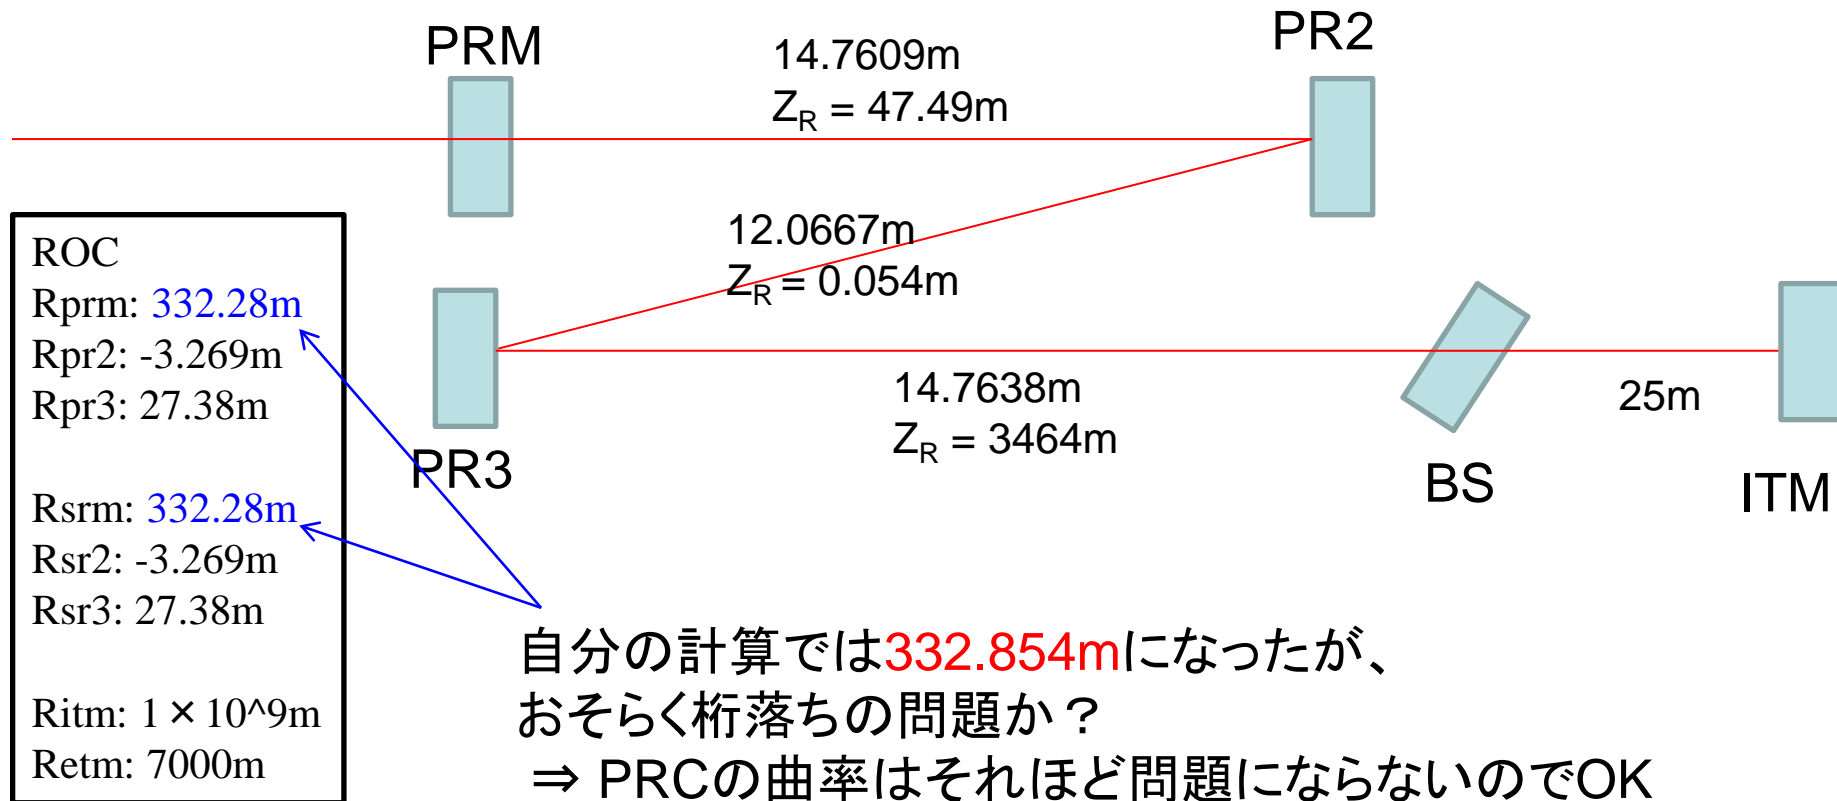 PRM
14.7609m
Z_R = 47.49m
PR2
12.0667m
Z_R = 0.054m
PR3
14.7638m
Z_R = 3464m
BS
25m
ITM
ROC
Rprm: 332.28m
Rpr2: -3.269m
Rpr3: 27.38m
Rsrm: 332.28m
Rsr2: -3.269m
Rsr3: 27.38m
Ritm: 1×10^9m
Retm: 7000m
自分の計算では332.854mになったが、
おそらく桁落ちの問題か？
⇒ PRCの曲率はそれほど問題にならないのでOK